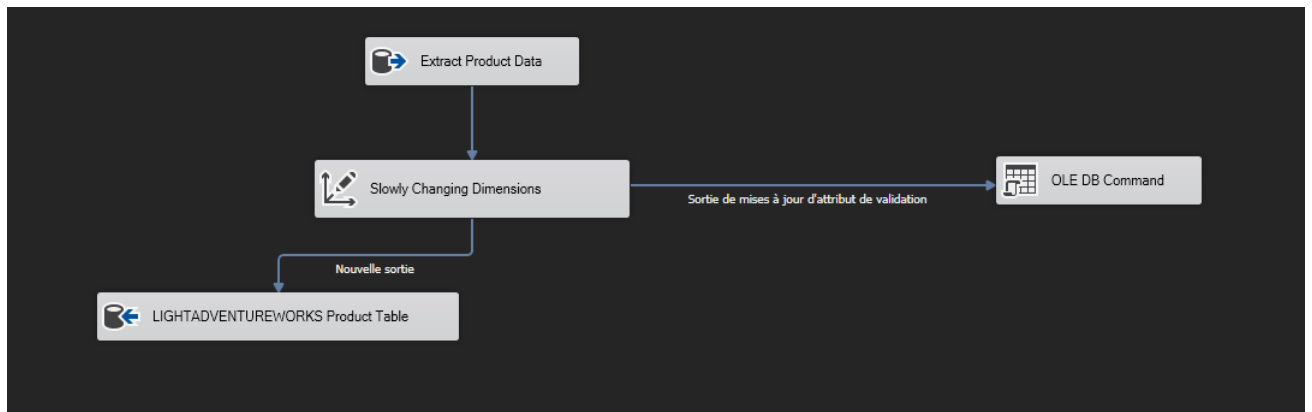 Extract Product Data
Slowly Changing Dimensions
OLE DB Command
Sortie de mises à jour d'attribut de validation
Nouvelle sortie
LIGHTADVENTUREWORKS Product Table